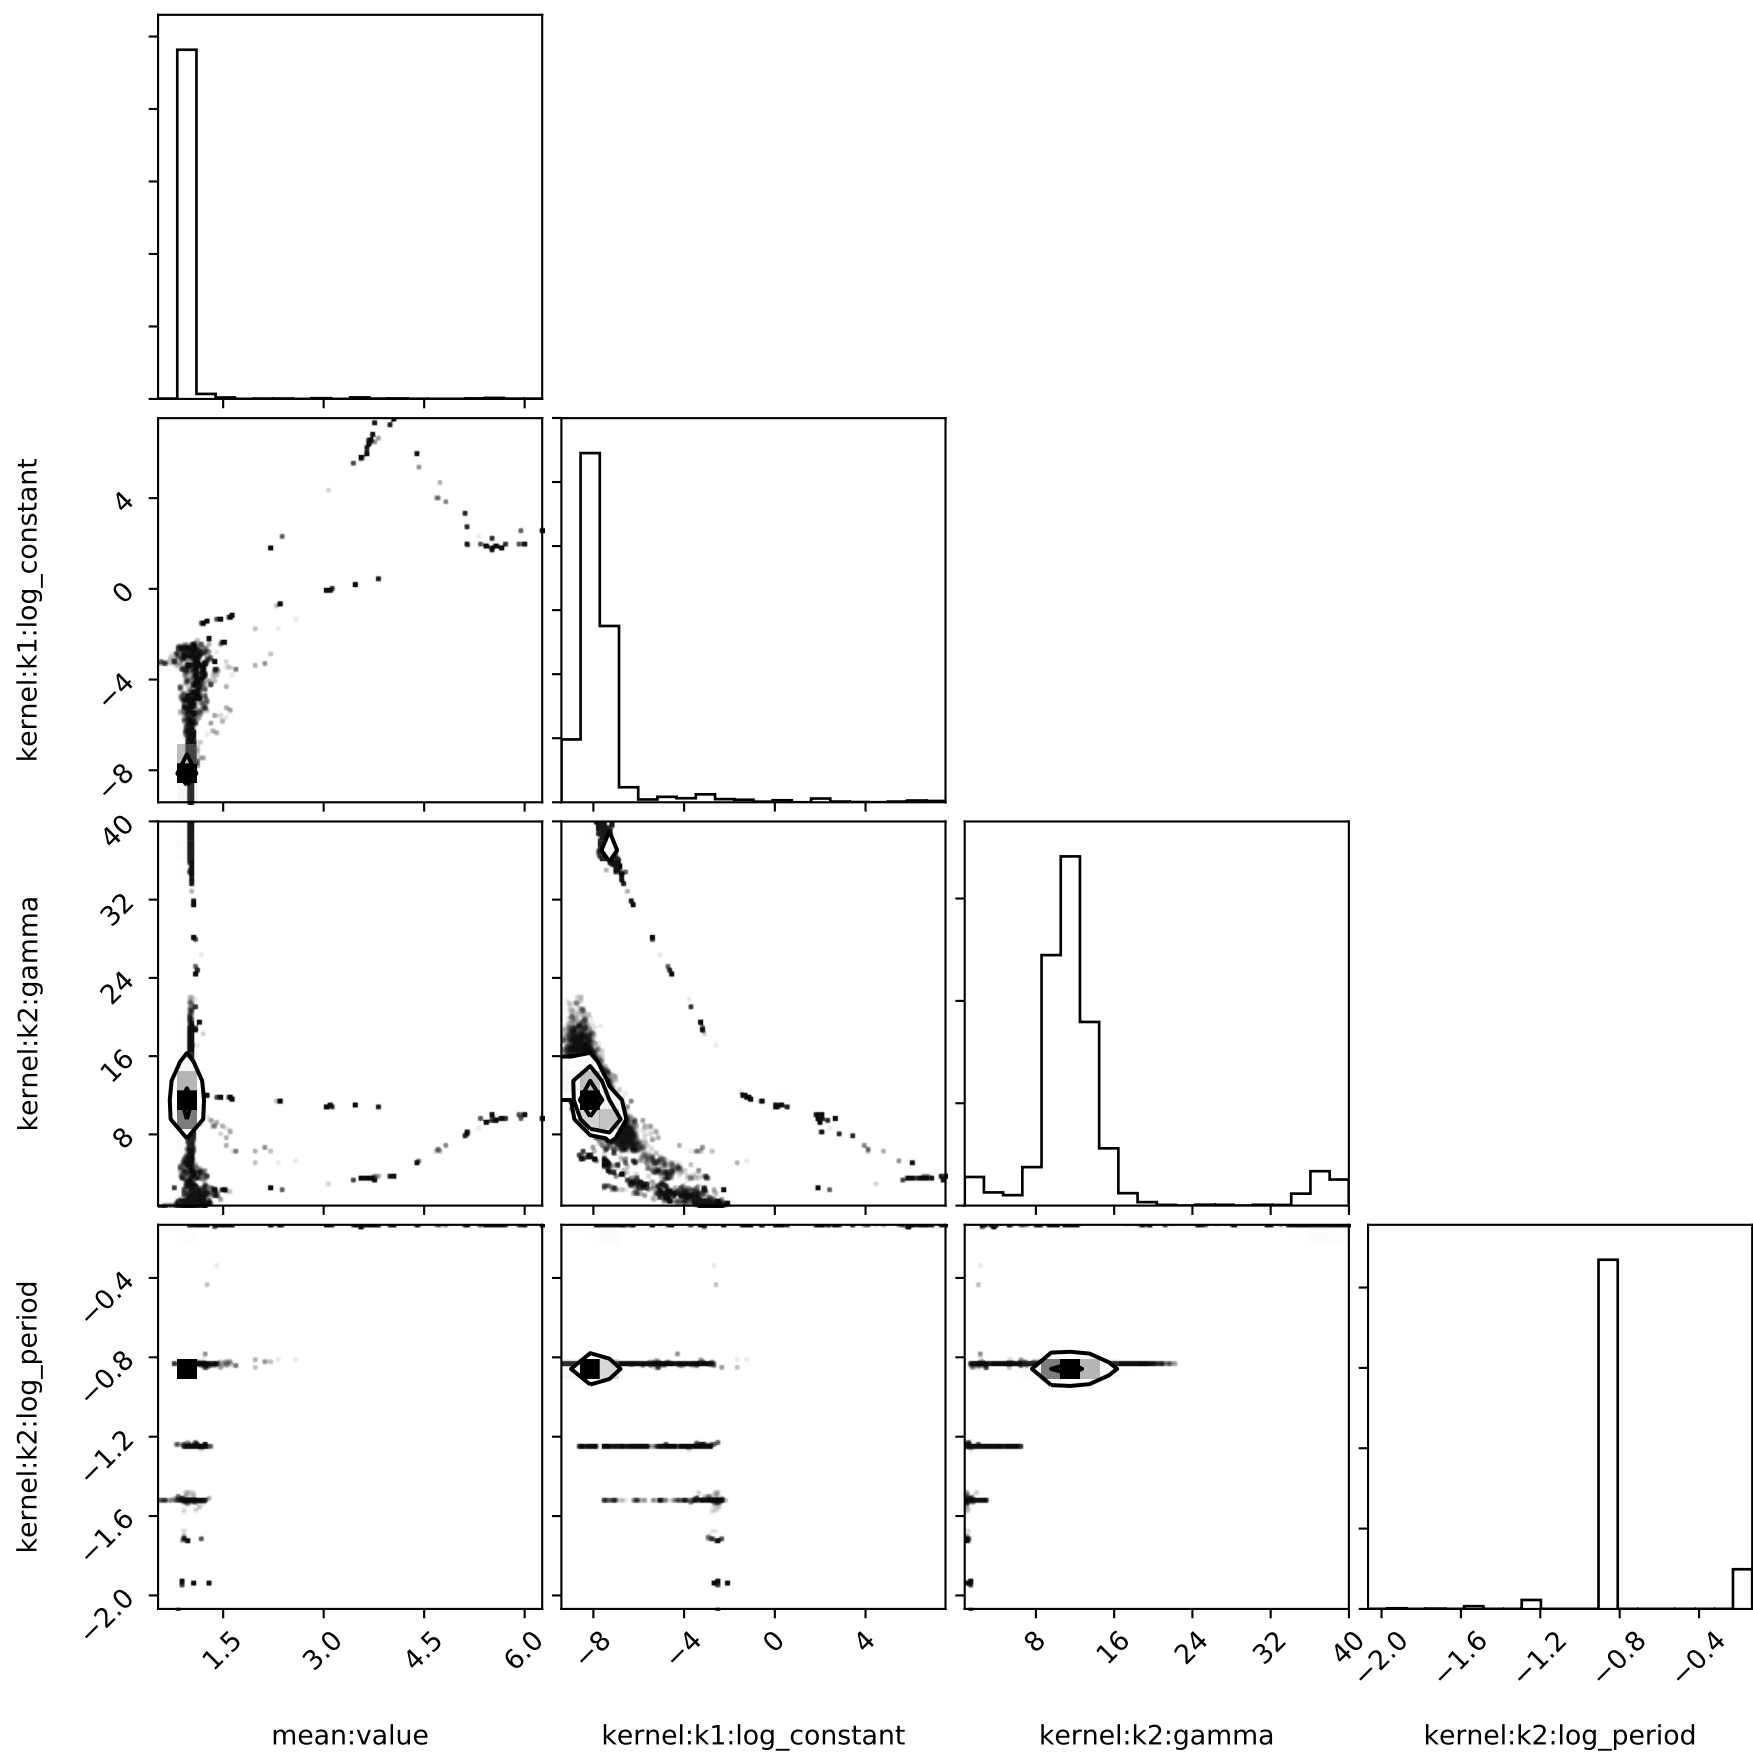 kernel:k1:log_constant
4
0
−4
−8
kernel:k2:gamma
40
32
24
16
8
kernel:k2:log_period
−0.4
−0.8
−1.2
−1.6
−2.0
1.5 3.0 4.5 6.0
−8 −4 0 4
8 16 24 32 40
−2.0 −1.6 −1.2 −0.8 −0.4
mean:value
kernel:k1:log_constant
kernel:k2:gamma
kernel:k2:log_period